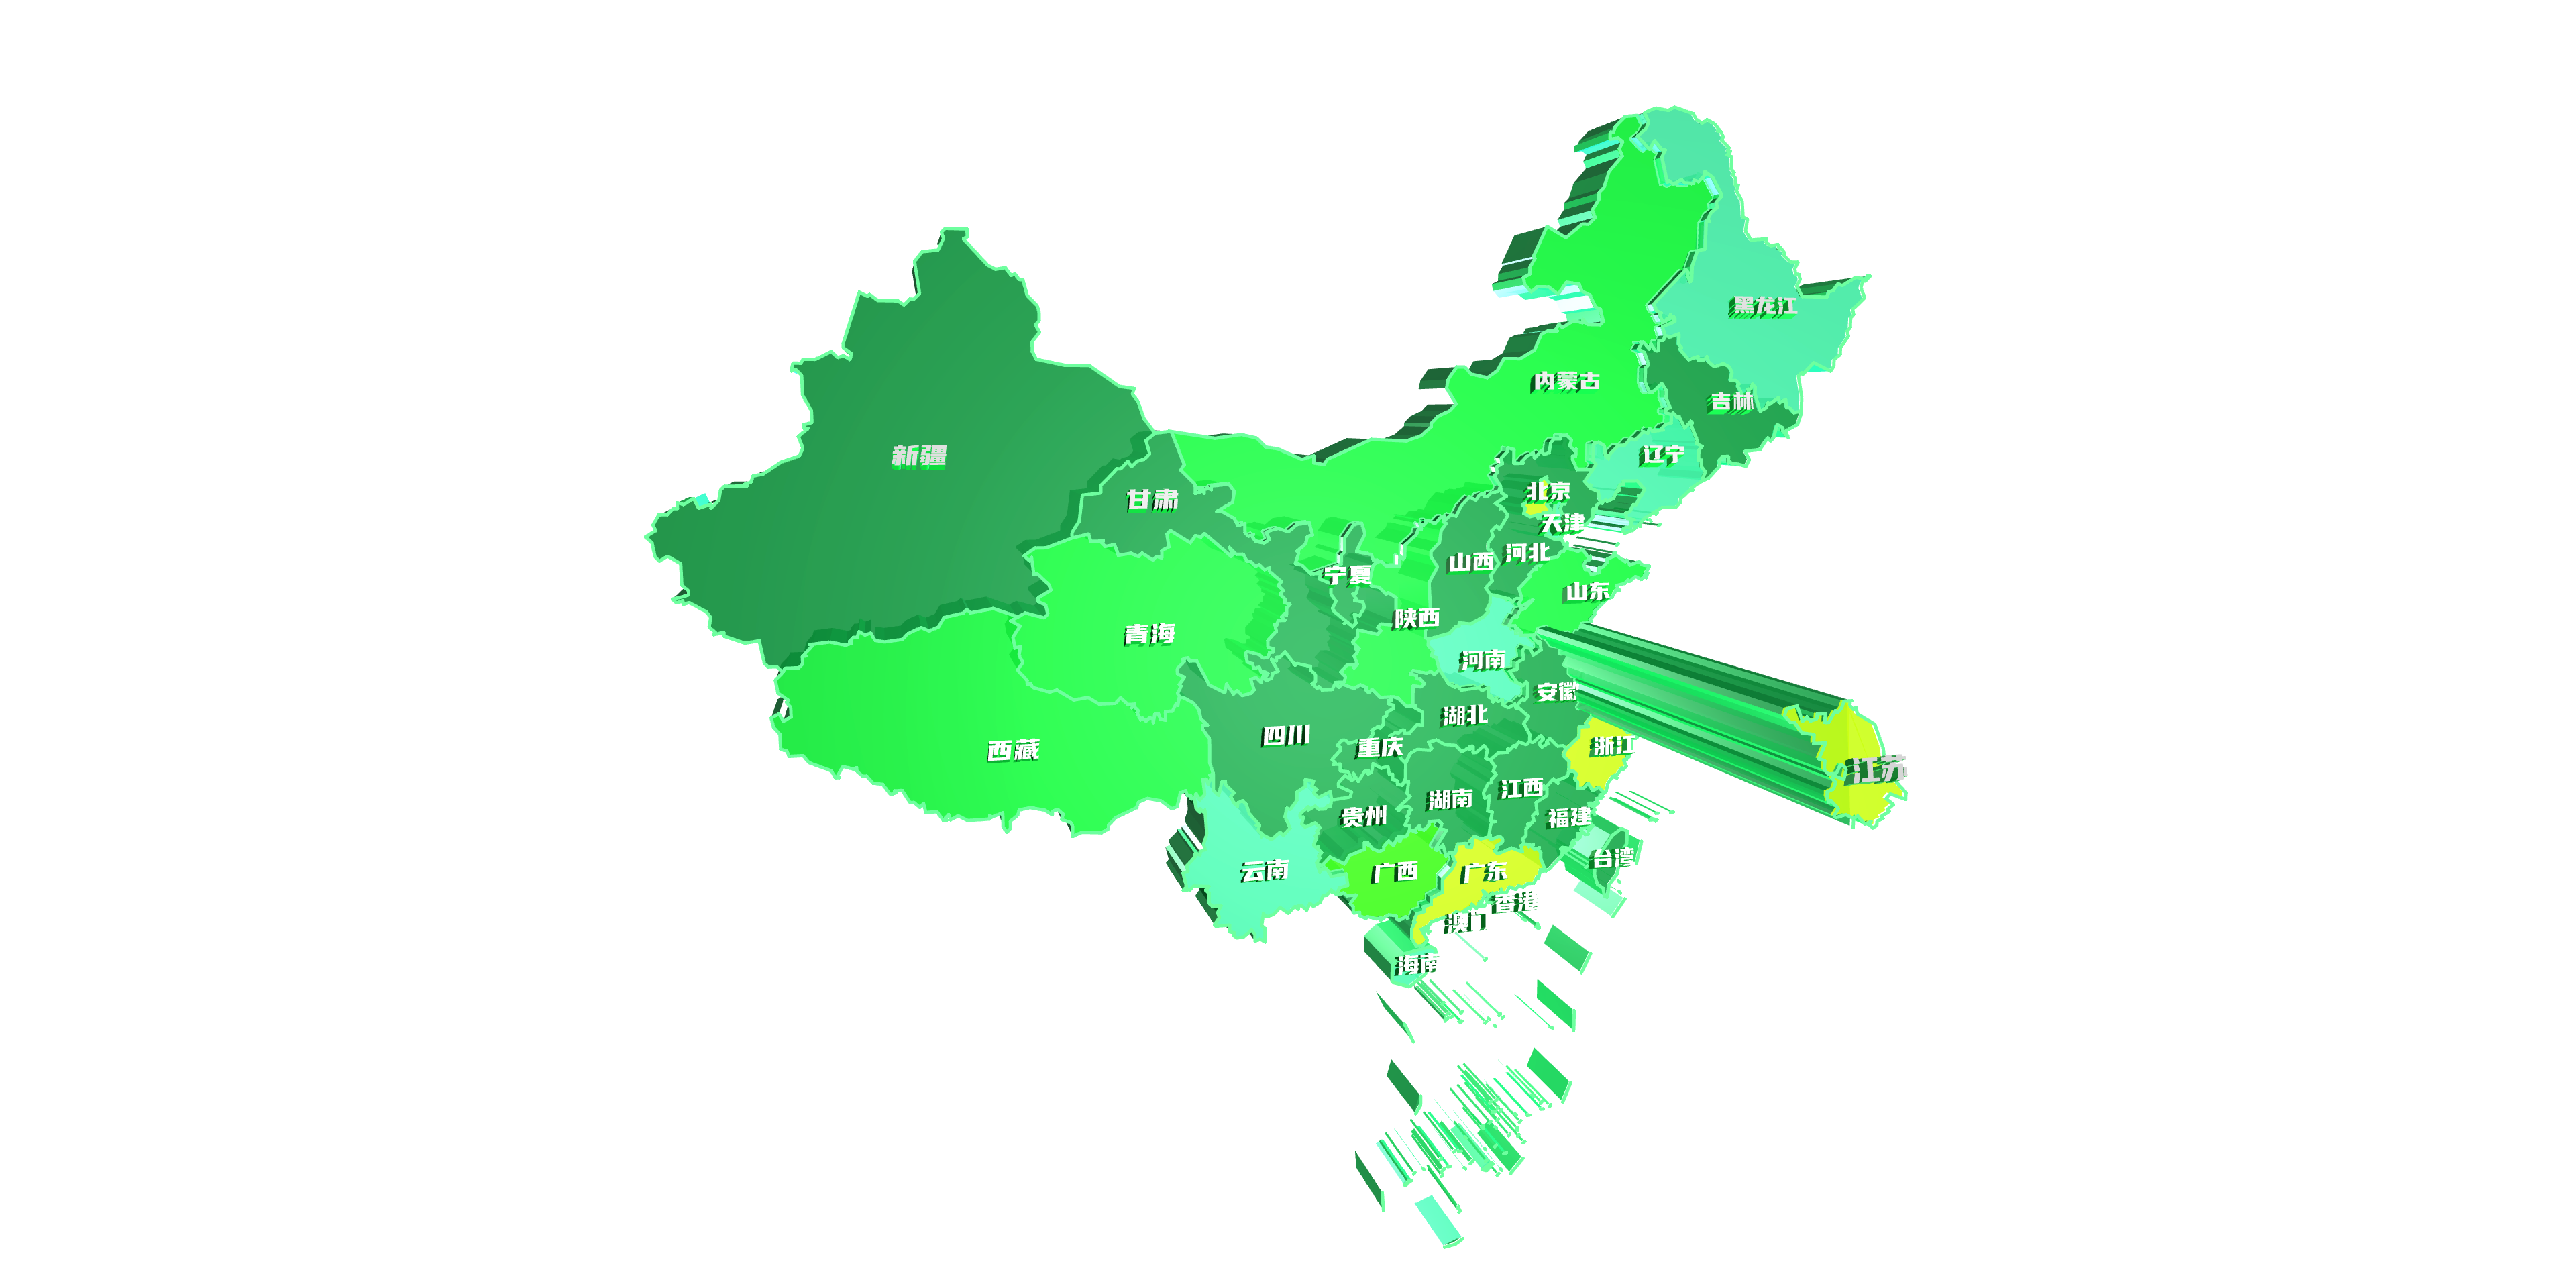 黑龙江
内蒙古
吉林
新疆
辽宁
北京
甘肃
天津
河北
山西
宁夏
山东
陕西
青海
河南
安徽
湖北
四川
浙江
重庆
西藏
江苏
江西
湖南
贵州
福建
台湾
云南
广西
广东
香港
澳门
海南